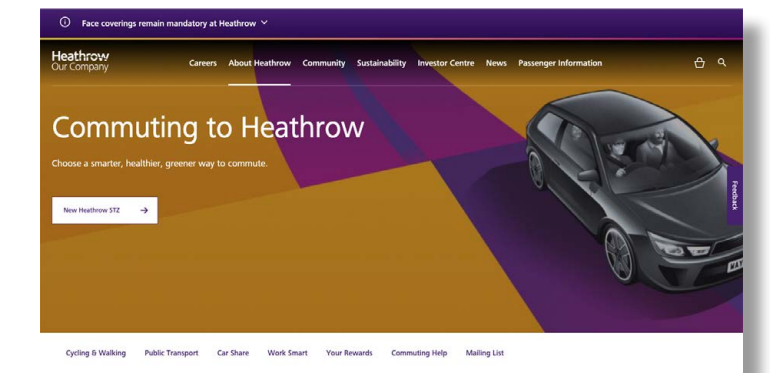 Face coverings remain mandatory at Heathrow
Heathrow
Our Company
Careers About Heathrow Community Sustainability Investor Centre News Passenger Information
Commuting to Heathrow
Choose a smarter, healthier, greener way to commute.
New Heathrow STZ
Feedback
Cycling & Walking Public Transport Car Share Work Smart Your Rewards Commuting Help Mailing List